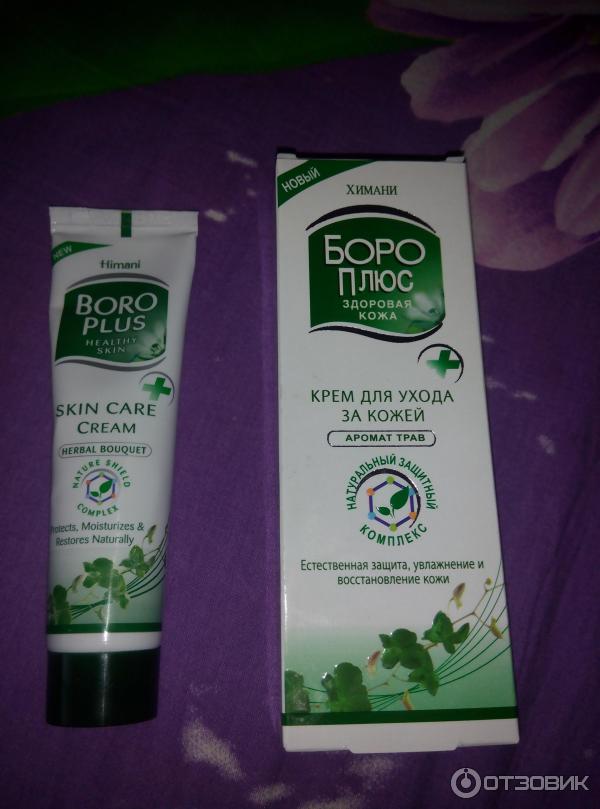 NEW
Himani
BORO
PLUS
HEALTHY
SKIN
SKIN CARE
CREAM
HERBAL BOUQUET
NATURE SHIELD
COMPLEX
Protects, Moisturizes &
Restores Naturally
НОВЫЙ
ХИМАНИ
БОРО
ПЛЮС
ЗДОРОВАЯ
КОЖА
КРЕМ ДЛЯ УХОДА
ЗА КОЖЕЙ
АРОМАТ ТРАВ
НАТУРАЛЬНЫЙ ЗАЩИТНЫЙ
КОМПЛЕКС
Естественная защита, увлажнение и
восстановление кожи
ОТЗОВИК